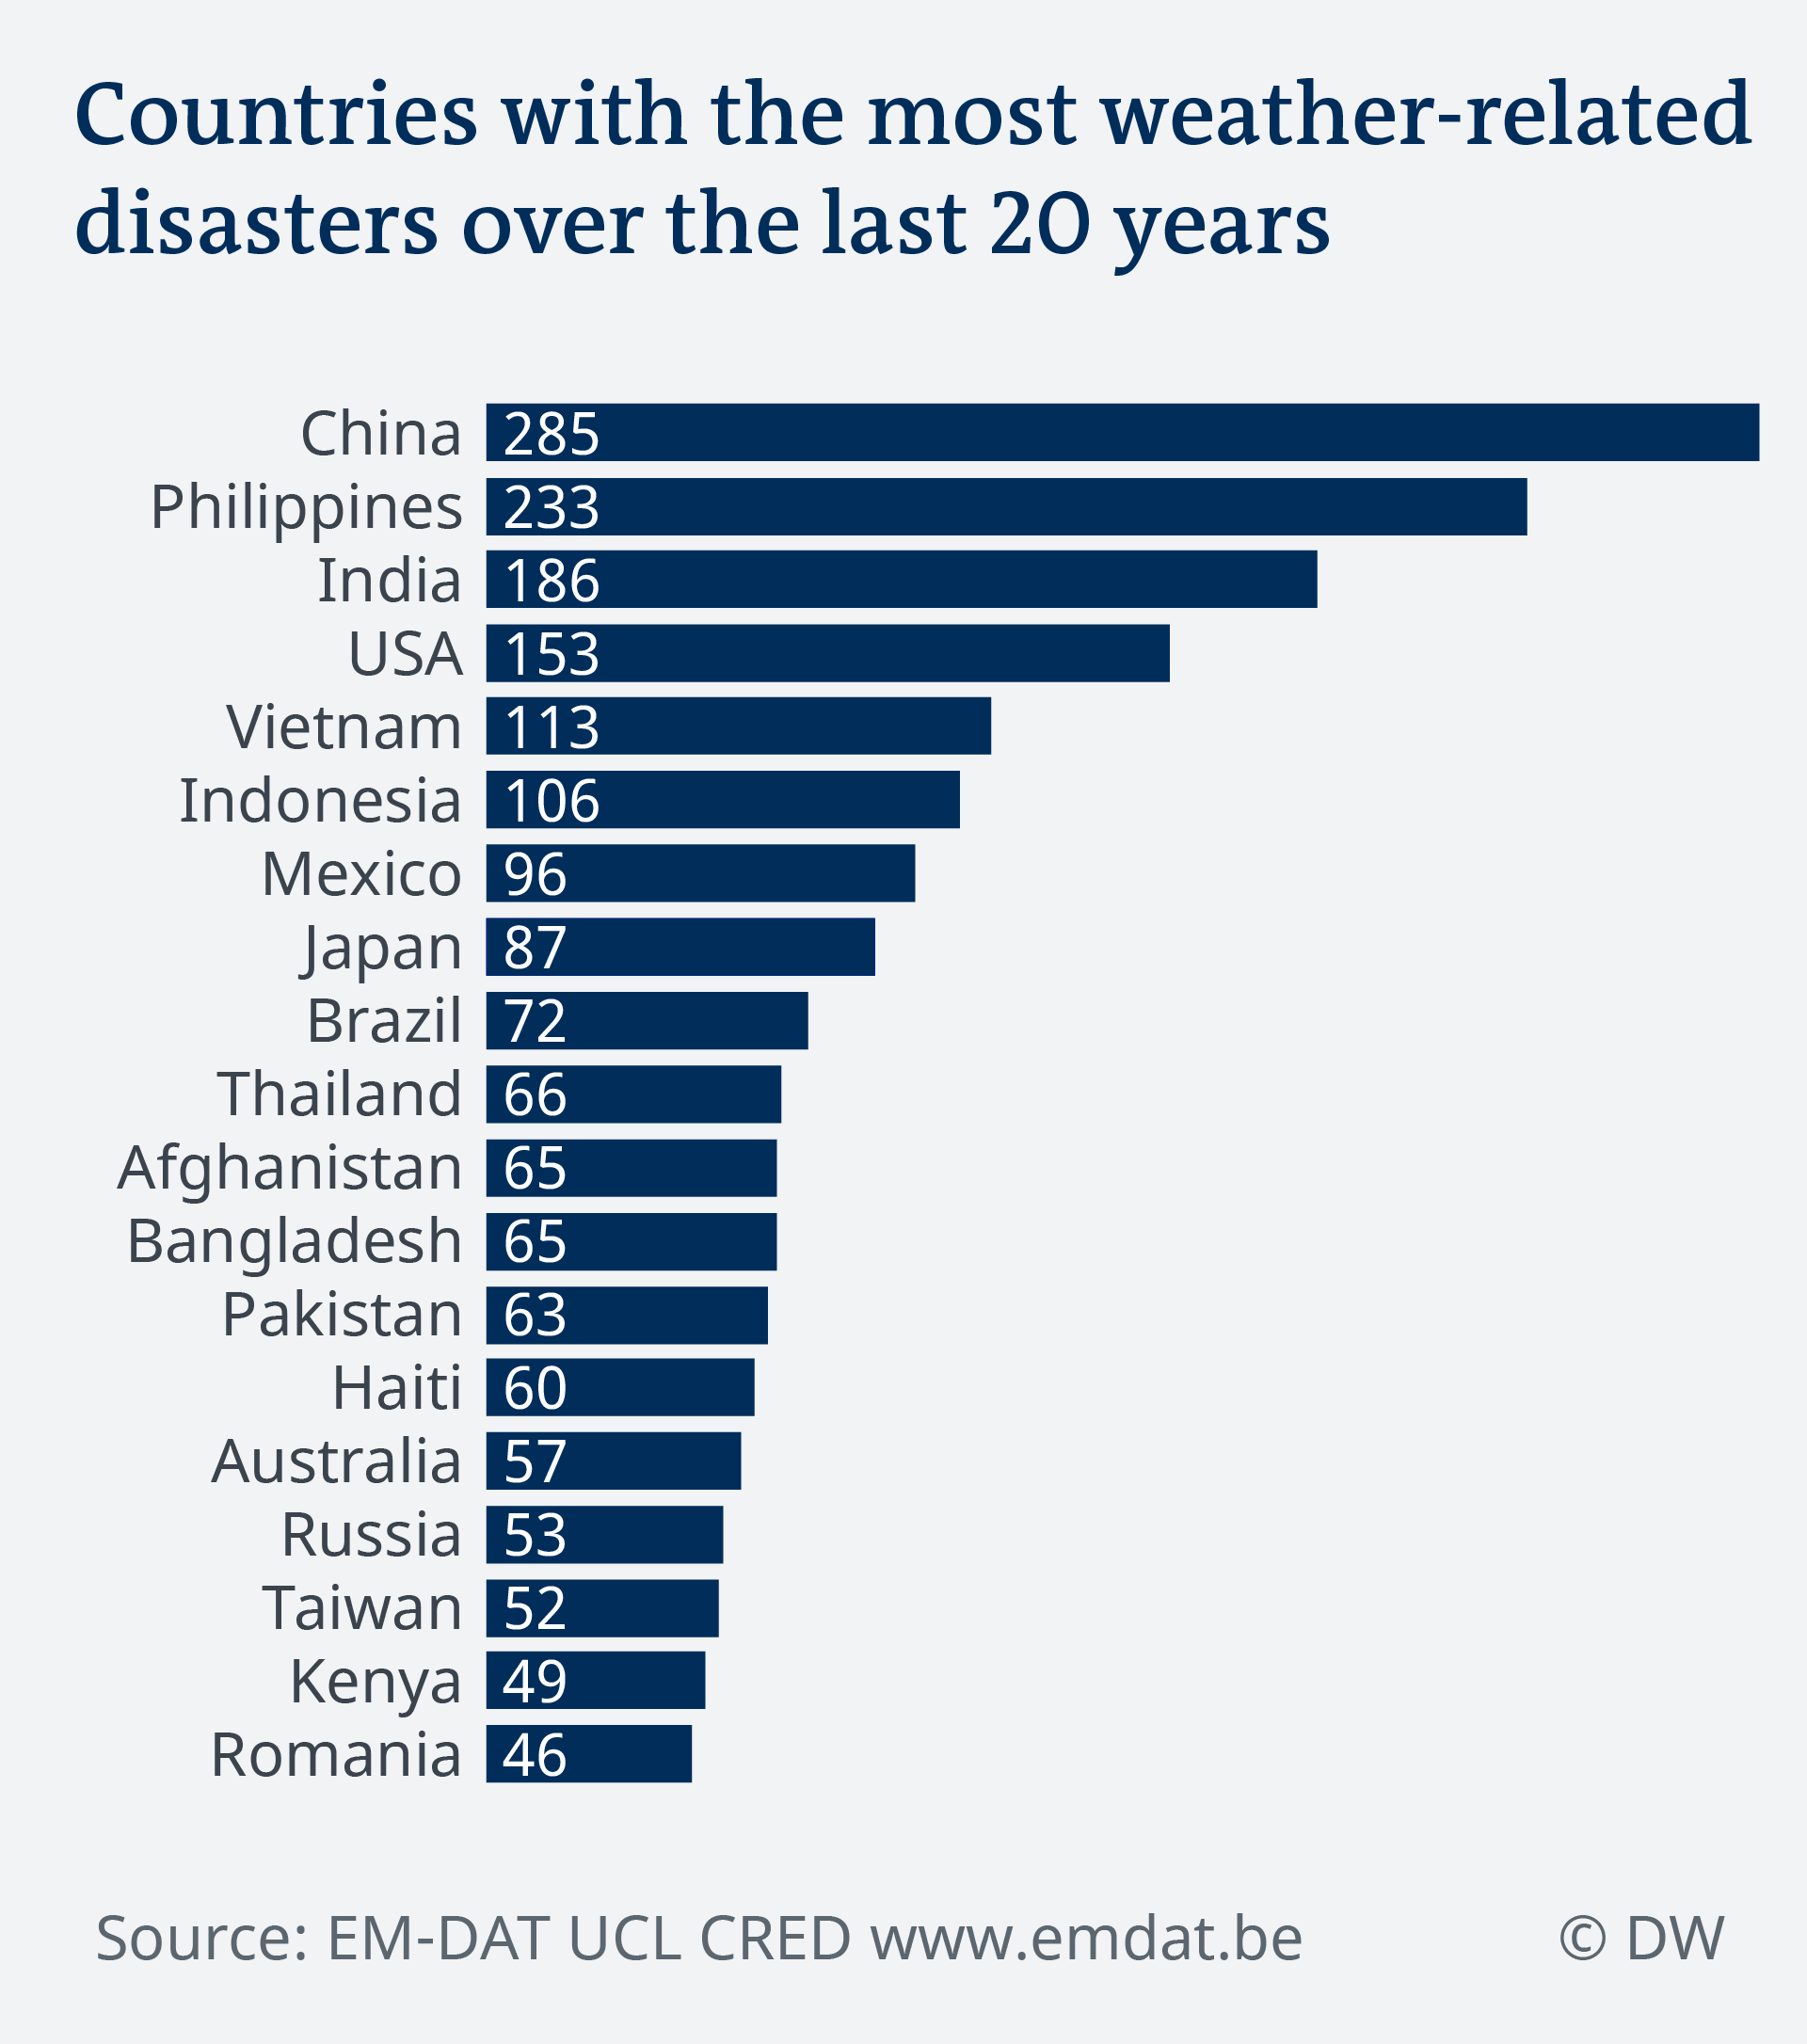 Countries with the most weather-related
disasters over the last 20 years
China 285
Philippines 233
India 186
USA 153
Vietnam 113
Indonesia 106
Mexico 96
Japan 87
Brazil 72
Thailand 66
Afghanistan 65
Bangladesh 65
Pakistan 63
Haiti 60
Australia 57
Russia 53
Taiwan 52
Kenya 49
Romania 46
Source: EM-DAT UCL CRED www.emdat.be © DW